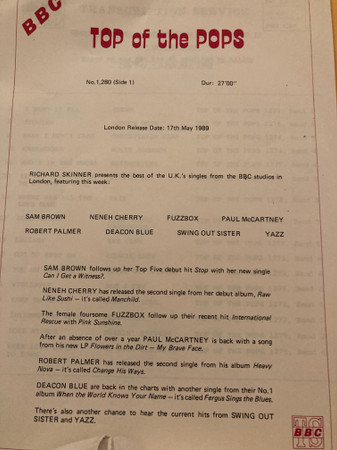 BBC
TOP of the POPS
No.1,280 (Side 1) Dur: 27'00"
London Release Date: 17th May 1989
RICHARD SKINNER presents the best of the U.K.'s singles from the BBC studios in
London, featuring this week:
SAM BROWN NENEH CHERRY FUZZBOX PAUL McCARTNEY
ROBERT PALMER DEACON BLUE SWING OUT SISTER YAZZ
SAM BROWN follows up her Top Five debut hit Stop with her new single
Can I Get a Witness?.
NENEH CHERRY has released the second single from her debut album, Raw
Like Sushi — it's called Manchild.
The female foursome FUZZBOX follow up their recent hit International
Rescue with Pink Sunshine.
After an absence of over a year PAUL McCARTNEY is back with a song
from his new LP Flowers in the Dirt — My Brave Face.
ROBERT PALMER has released the second single from his album Heavy
Nova — it's called Change His Ways.
DEACON BLUE are back in the charts with another single from their No.1
album When the World Knows Your Name — it's called Fergus Sings the Blues.
There's also another chance to hear the current hits from SWING OUT
SISTER and YAZZ.
TS
BBC